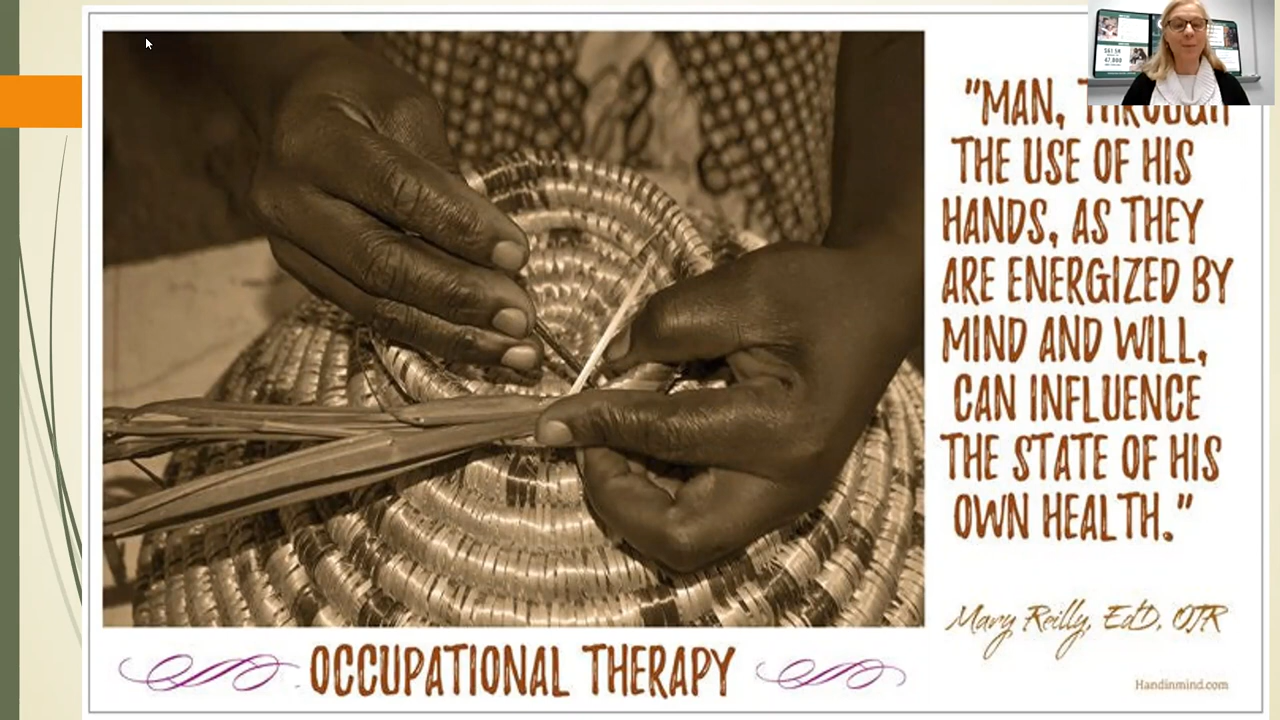 "MAN, THROUGH
THE USE OF HIS
HANDS, AS THEY
ARE ENERGIZED BY
MIND AND WILL,
CAN INFLUENCE
THE STATE OF HIS
OWN HEALTH."
Mary Reilly, EdD, OTR
OCCUPATIONAL THERAPY
Handinmind.com